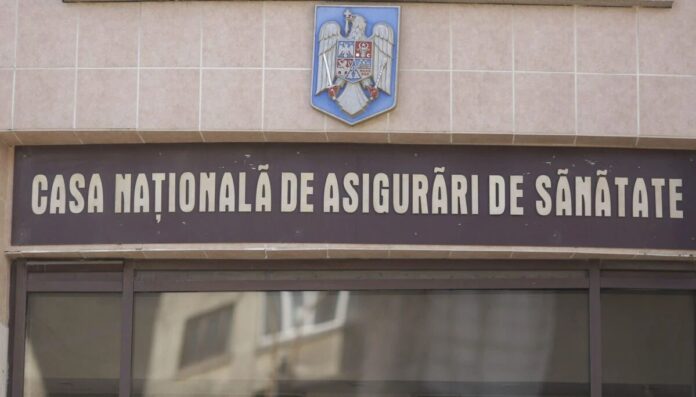 CASA NAȚIONALĂ DE ASIGURĂRI DE SĂNĂTATE